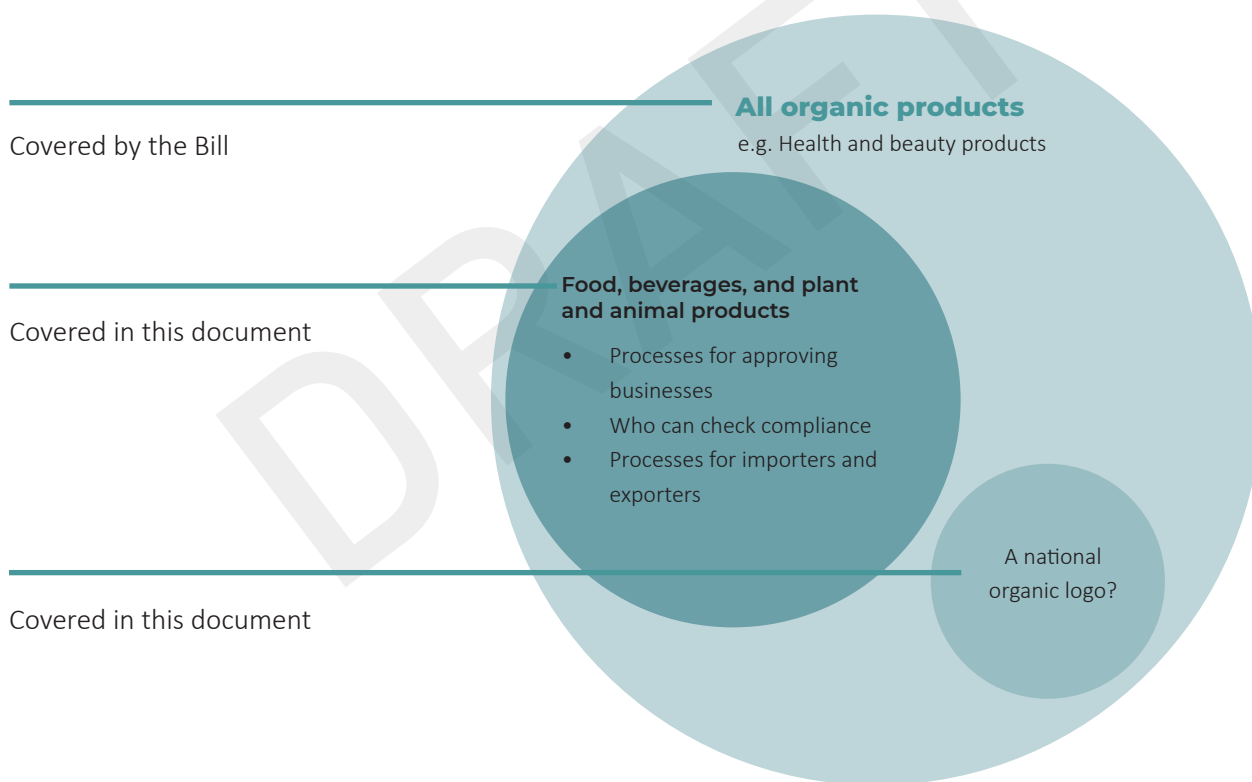 DRAFT
All organic products
e.g. Health and beauty products
Covered by the Bill
Food, beverages, and plant
and animal products
Covered in this document
• Processes for approving
businesses
• Who can check compliance
• Processes for importers and
exporters
A national
organic logo?
Covered in this document